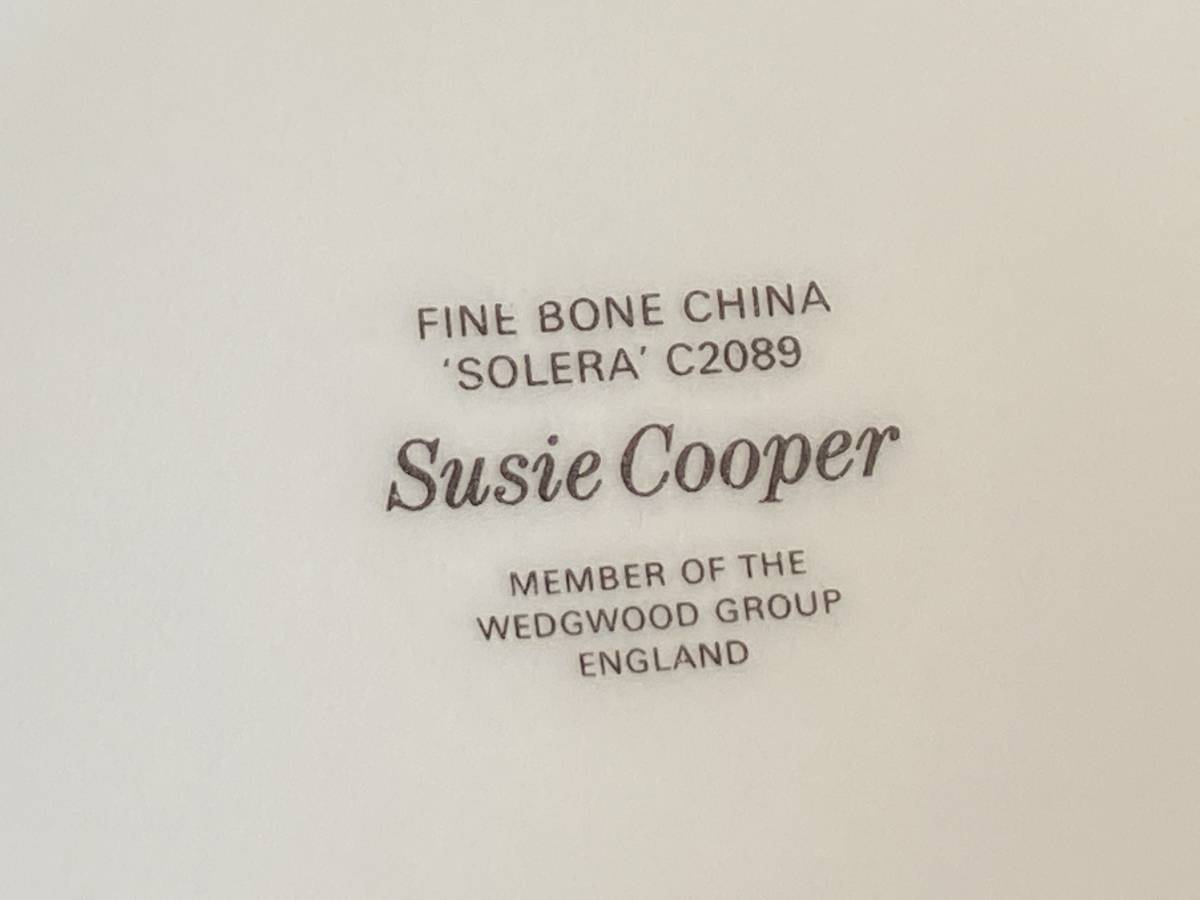 FINE BONE CHINA
‘SOLERA’ C2089
Susie Cooper
MEMBER OF THE
WEDGWOOD GROUP
ENGLAND